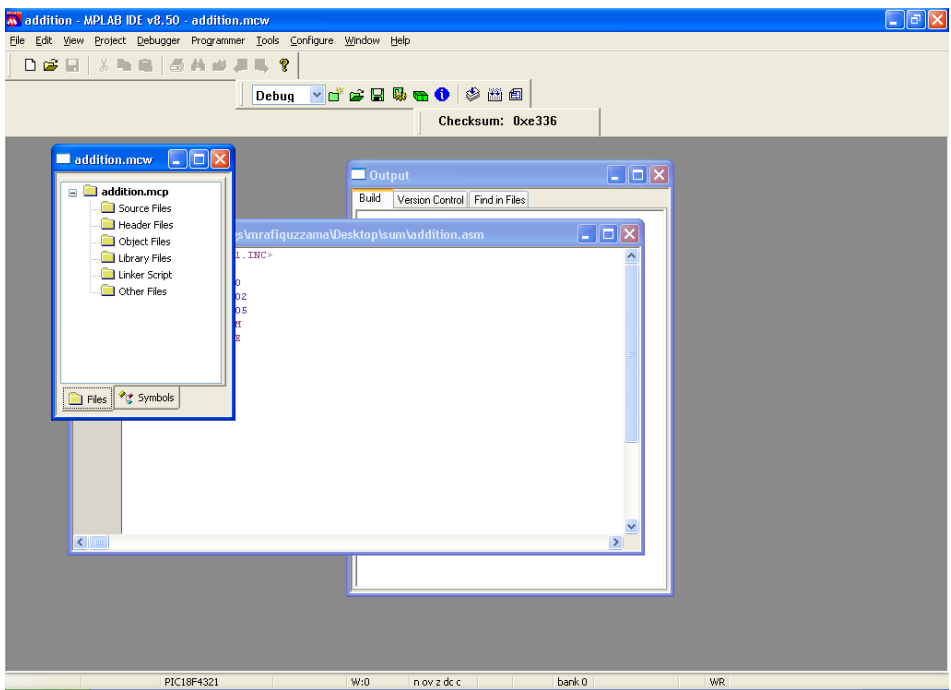 addition - MPLAB IDE v8.50 - addition.mcw
File Edit View Project Debugger Programmer Tools Configure Window Help
Debug
Checksum: 0xe336
addition.mcw
addition.mcp
Source Files
Header Files
Object Files
Library Files
Linker Script
Other Files
Files Symbols
Output
Build Version Control Find in Files
gs\mrafiquzzama\Desktop\sum\addition.asm
1.INC>
0
02
05
M
E
PIC18F4321 W:0 n ov z dc c bank 0 WR